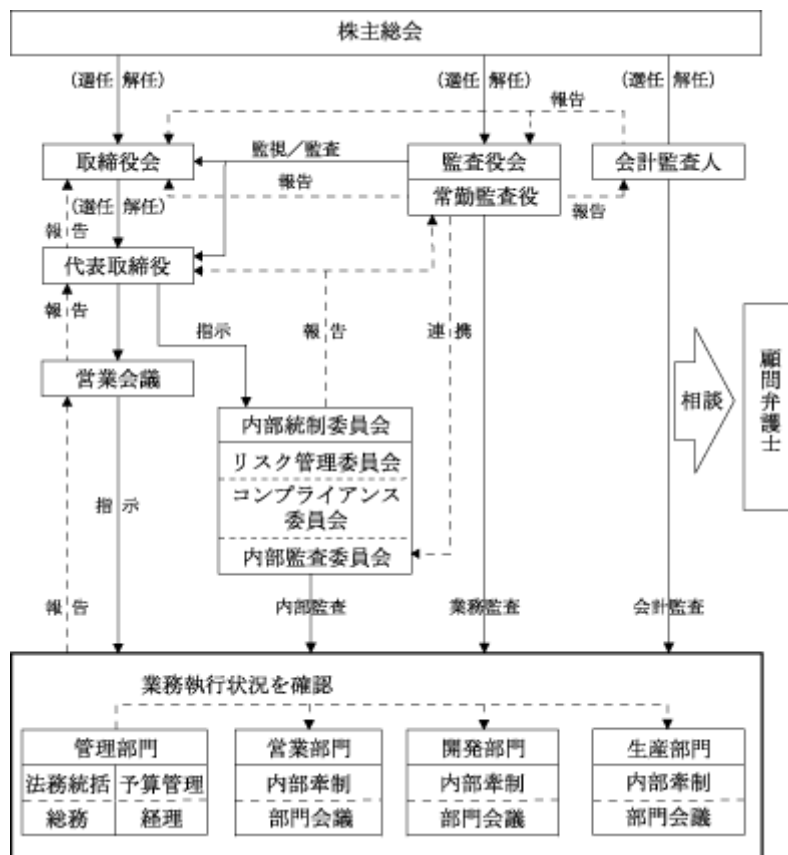 株主総会
(選任 解任)
(選任 解任)
(選任 解任)
報告
取締役会
監視／監査
監査役会
会計監査人
報告
常勤監査役
報告
(選任 解任)
報告
代表取締役
報告
指示
報告
連携
営業会議
相談
顧問弁護士
内部統制委員会
リスク管理委員会
コンプライアンス
委員会
内部監査委員会
指示
報告
内部監査
業務監査
会計監査
業務執行状況を確認
管理部門
営業部門
開発部門
生産部門
法務統括
予算管理
内部牽制
内部牽制
内部牽制
総務
経理
部門会議
部門会議
部門会議